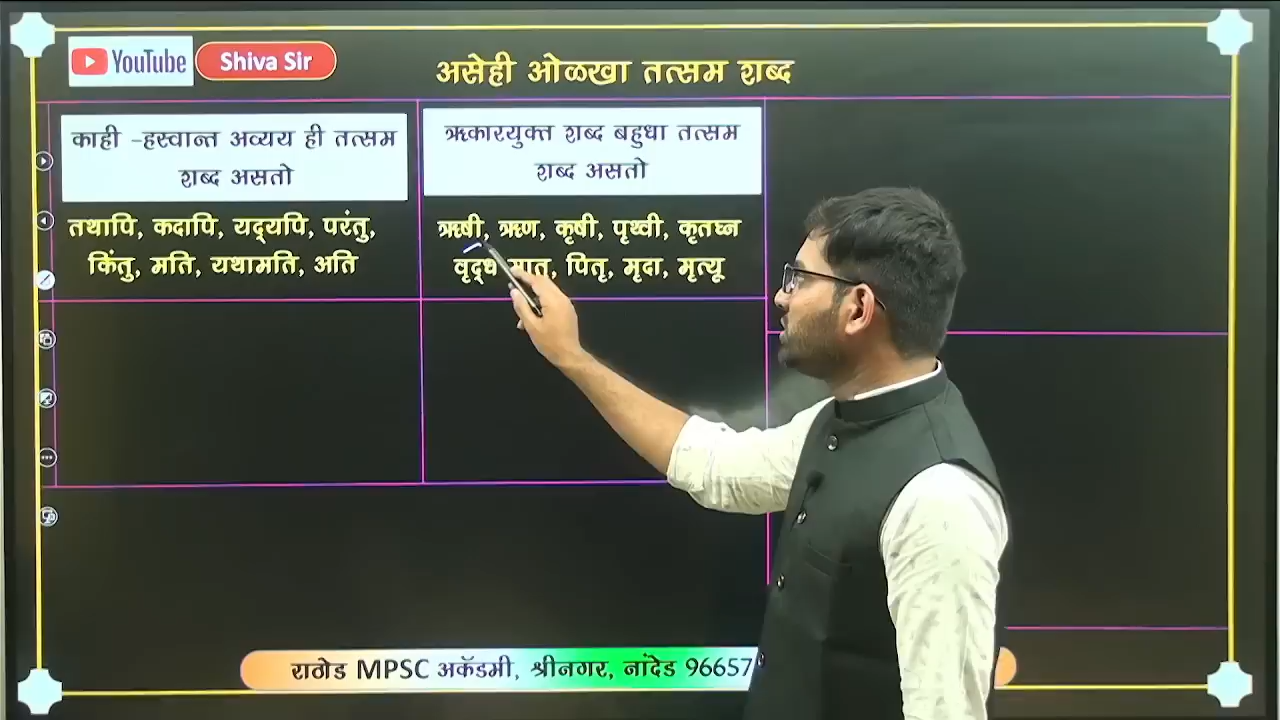 YouTube
Shiva Sir
असेही ओळखा तत्सम शब्द
काही -हस्वान्त अव्यय ही तत्सम
शब्द असतो
तथापि, कदापि, यद्यपि, परंतु,
किंतु, मति, यथामति, अति
ऋकारयुक्त शब्द बहुधा तत्सम
शब्द असतो
ऋषी, ऋण, कृषी, पृथ्वी, कृतघ्न
वृद्ध पितृ, मृदा, मृत्यू
राठोड MPSC अकॅडमी, श्रीनगर, नांदेड 96657